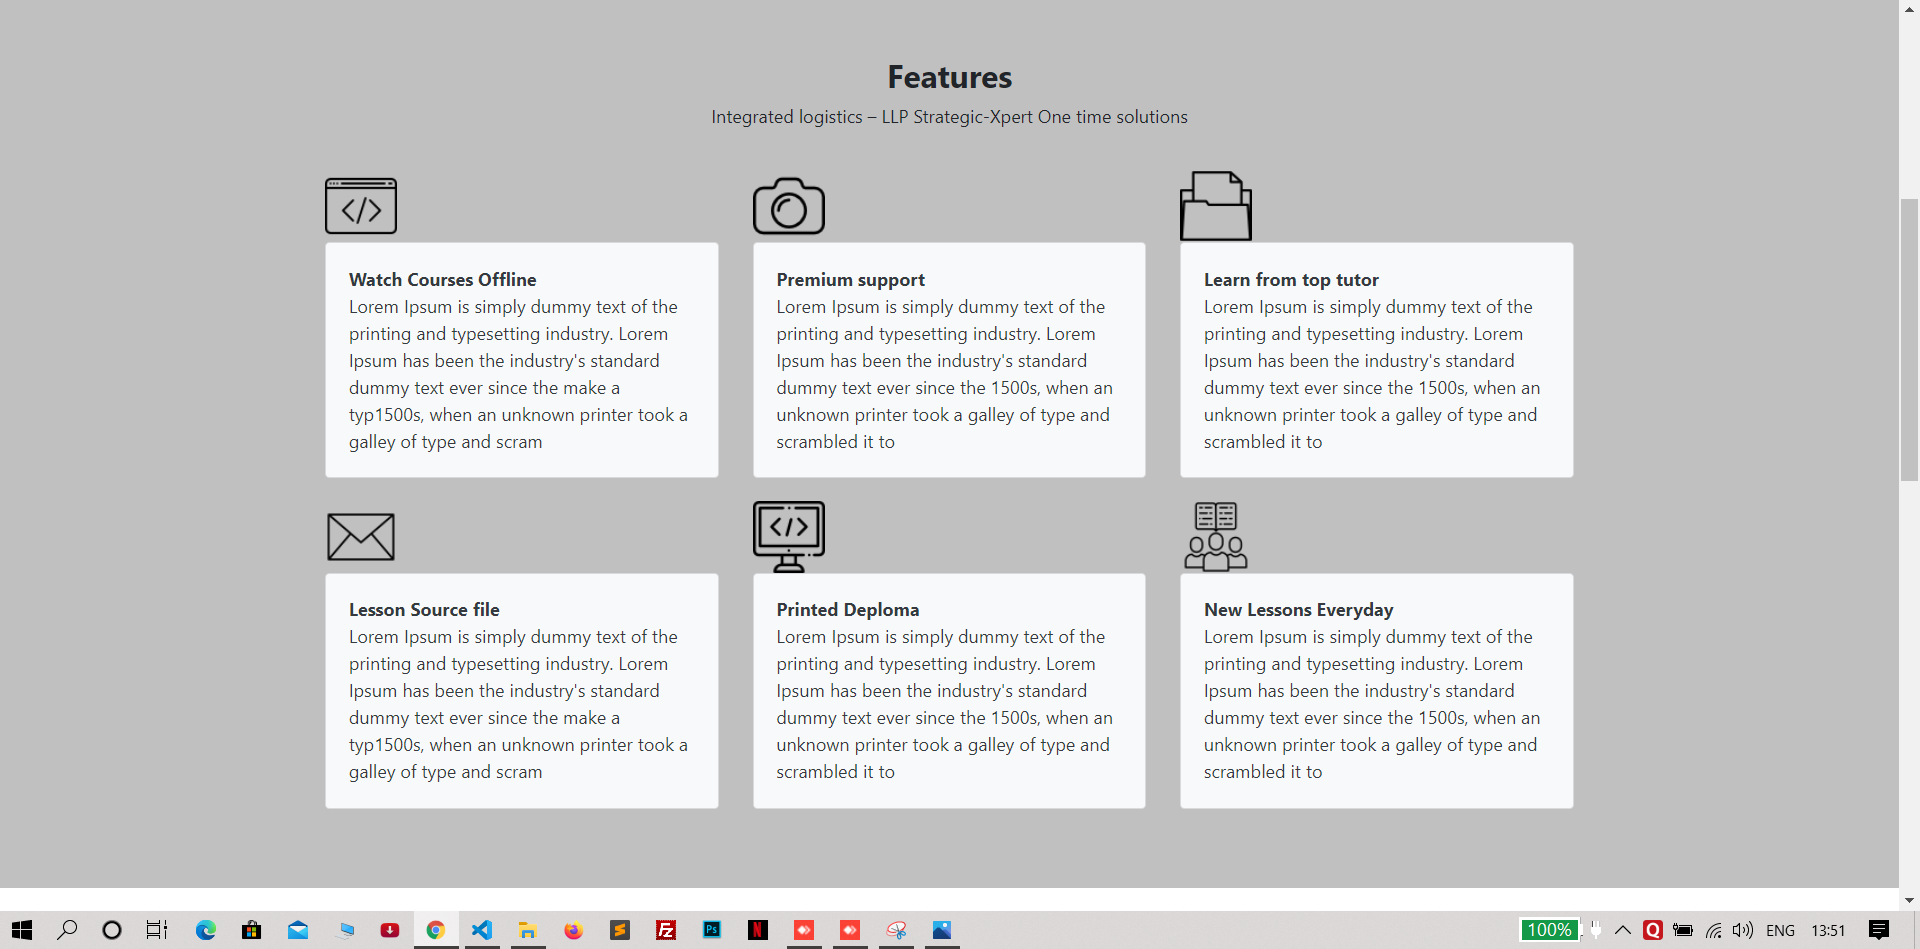 Features
Integrated logistics – LLP Strategic-Xpert One time solutions
Watch Courses Offline
Lorem Ipsum is simply dummy text of the
printing and typesetting industry. Lorem
Ipsum has been the industry's standard
dummy text ever since the make a
typ1500s, when an unknown printer took a
galley of type and scram
Premium support
Lorem Ipsum is simply dummy text of the
printing and typesetting industry. Lorem
Ipsum has been the industry's standard
dummy text ever since the 1500s, when an
unknown printer took a galley of type and
scrambled it to
Learn from top tutor
Lorem Ipsum is simply dummy text of the
printing and typesetting industry. Lorem
Ipsum has been the industry's standard
dummy text ever since the 1500s, when an
unknown printer took a galley of type and
scrambled it to
Lesson Source file
Lorem Ipsum is simply dummy text of the
printing and typesetting industry. Lorem
Ipsum has been the industry's standard
dummy text ever since the make a
typ1500s, when an unknown printer took a
galley of type and scram
Printed Deploma
Lorem Ipsum is simply dummy text of the
printing and typesetting industry. Lorem
Ipsum has been the industry's standard
dummy text ever since the 1500s, when an
unknown printer took a galley of type and
scrambled it to
New Lessons Everyday
Lorem Ipsum is simply dummy text of the
printing and typesetting industry. Lorem
Ipsum has been the industry's standard
dummy text ever since the 1500s, when an
unknown printer took a galley of type and
scrambled it to
100% ENG 13:51